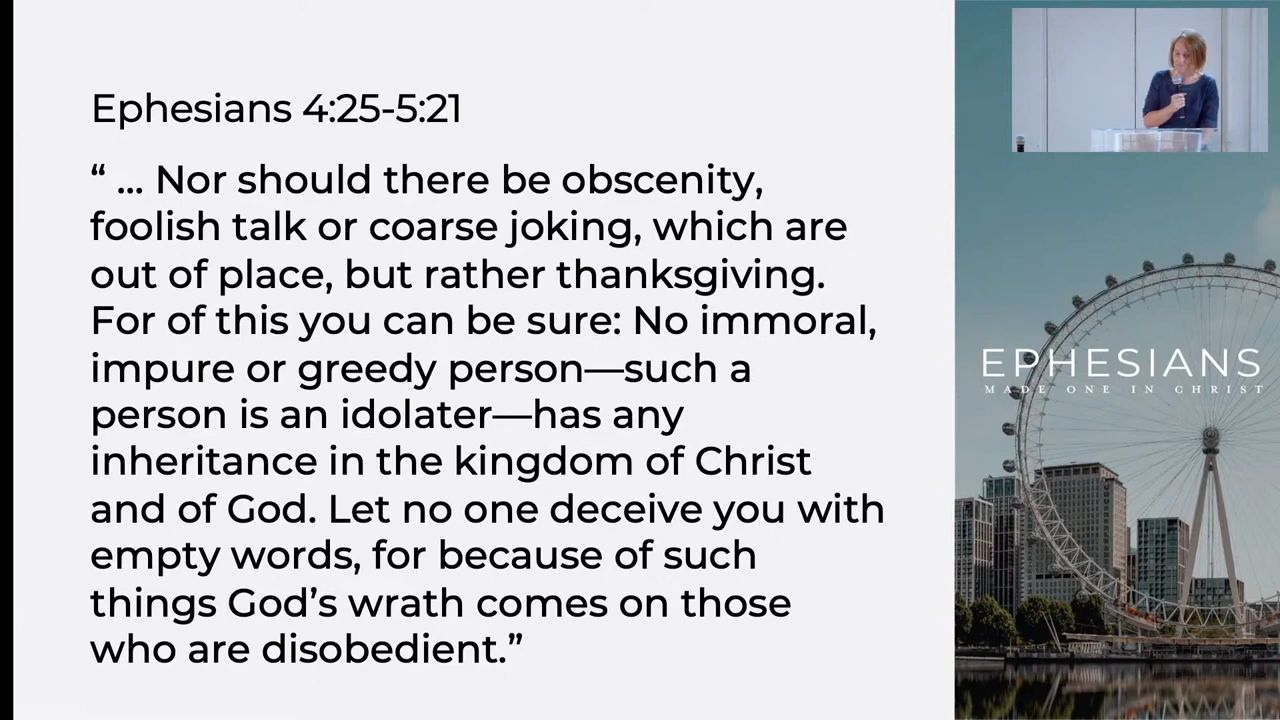 Ephesians 4:25-5:21
“ ... Nor should there be obscenity,
foolish talk or coarse joking, which are
out of place, but rather thanksgiving.
For of this you can be sure: No immoral,
impure or greedy person—such a
person is an idolater—has any
inheritance in the kingdom of Christ
and of God. Let no one deceive you with
empty words, for because of such
things God’s wrath comes on those
who are disobedient.”
EPHESIANS
MADE ONE IN CHRIST